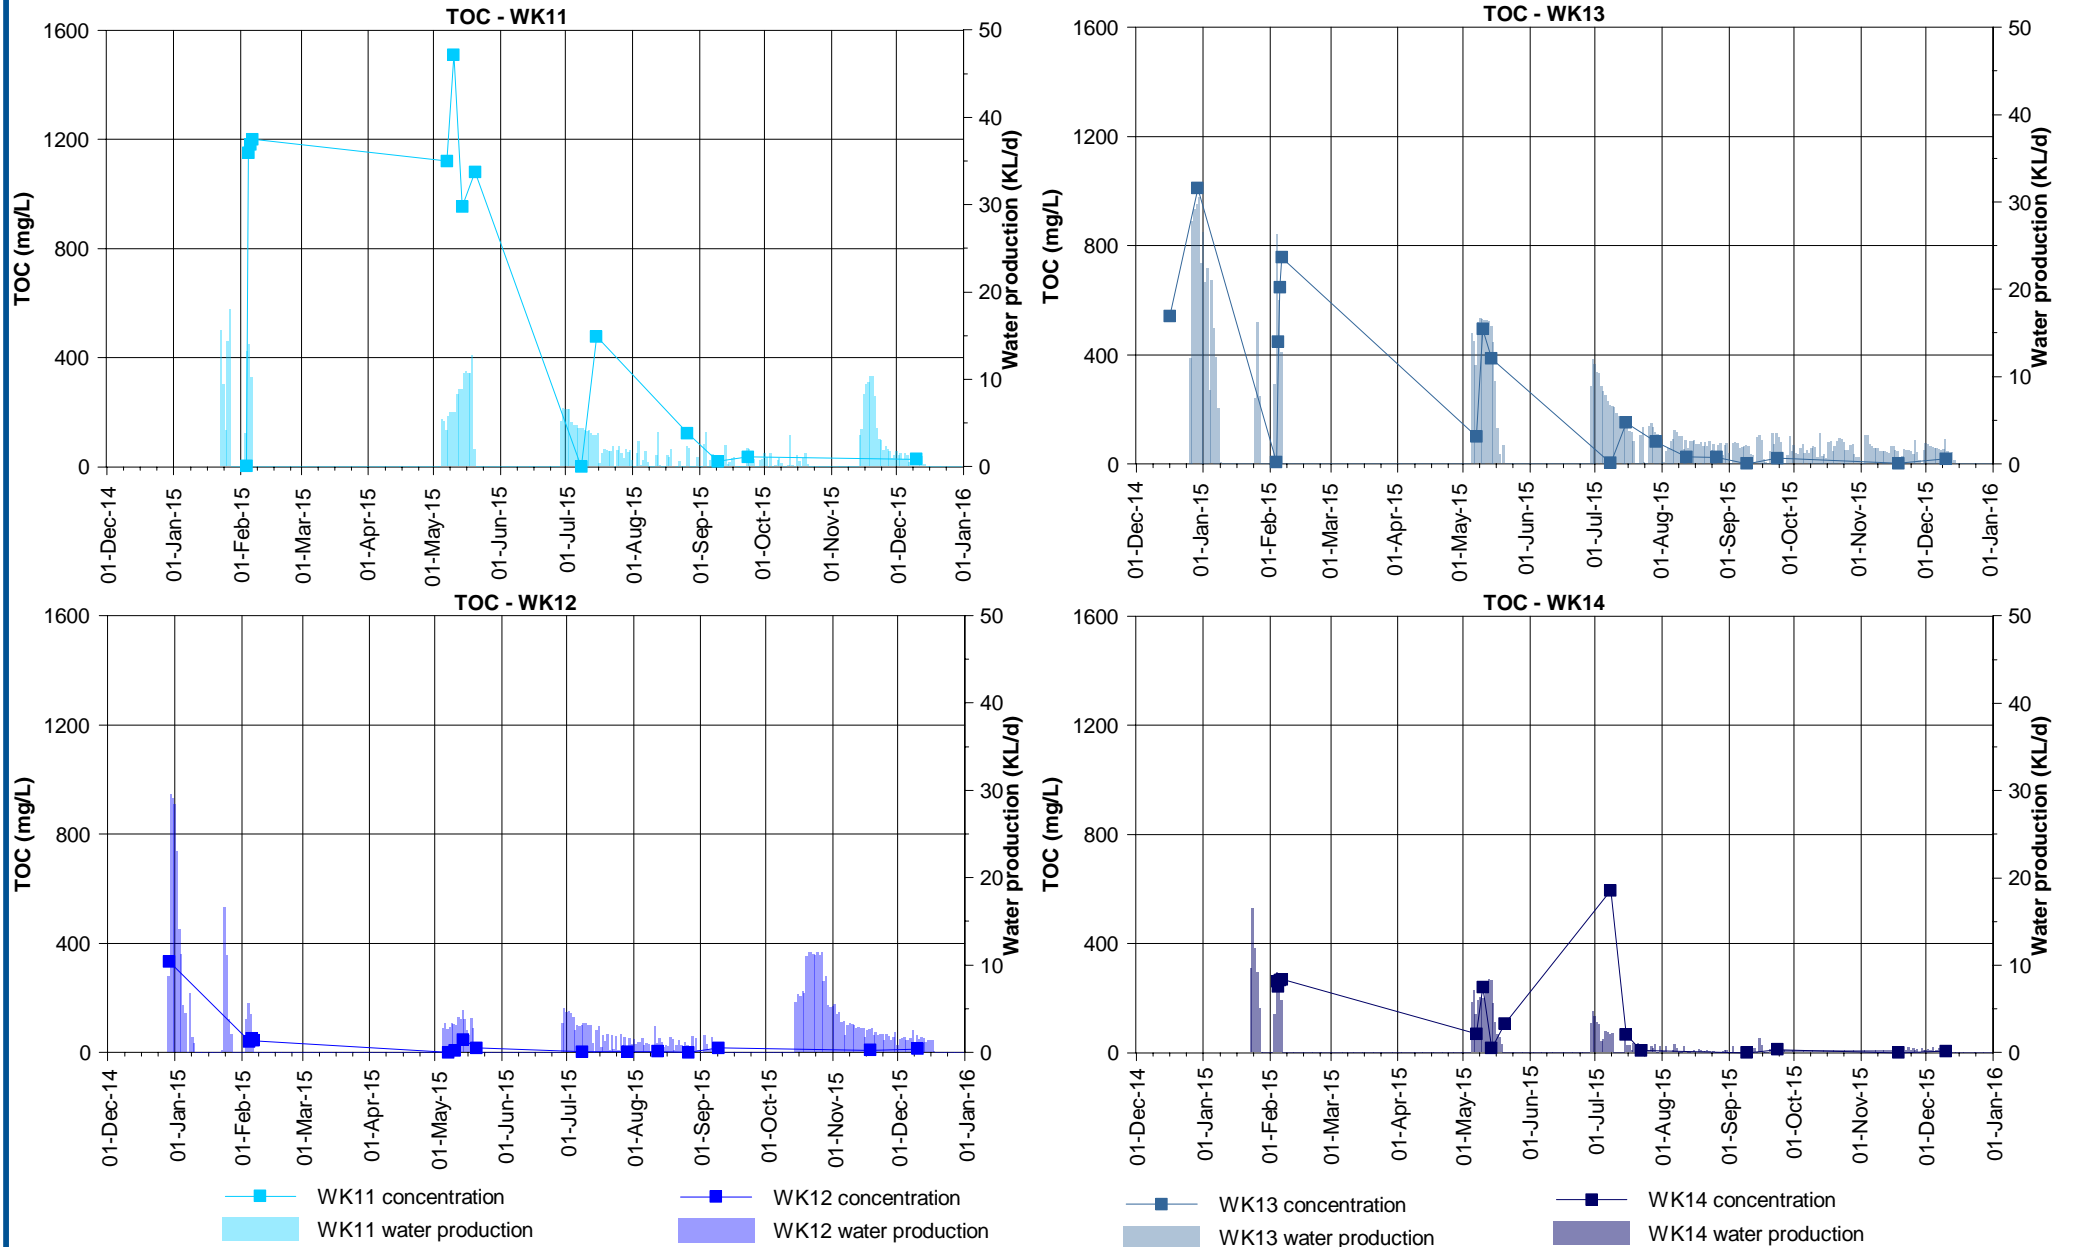 TOC - WK11
1600
1200
800
400
0
TOC (mg/L)
50
40
30
20
10
0
Water production (KL/d)
01-Dec-14
01-Jan-15
01-Feb-15
01-Mar-15
01-Apr-15
01-May-15
01-Jun-15
01-Jul-15
01-Aug-15
01-Sep-15
01-Oct-15
01-Nov-15
01-Dec-15
01-Jan-16
TOC - WK13
1600
1200
800
400
0
TOC (mg/L)
50
40
30
20
10
0
Water production (KL/d)
01-Dec-14
01-Jan-15
01-Feb-15
01-Mar-15
01-Apr-15
01-May-15
01-Jun-15
01-Jul-15
01-Aug-15
01-Sep-15
01-Oct-15
01-Nov-15
01-Dec-15
01-Jan-16
TOC - WK12
1600
1200
800
400
0
TOC (mg/L)
50
40
30
20
10
0
Water production (KL/d)
01-Dec-14
01-Jan-15
01-Feb-15
01-Mar-15
01-Apr-15
01-May-15
01-Jun-15
01-Jul-15
01-Aug-15
01-Sep-15
01-Oct-15
01-Nov-15
01-Dec-15
01-Jan-16
TOC - WK14
1600
1200
800
400
0
TOC (mg/L)
50
40
30
20
10
0
Water production (KL/d)
01-Dec-14
01-Jan-15
01-Feb-15
01-Mar-15
01-Apr-15
01-May-15
01-Jun-15
01-Jul-15
01-Aug-15
01-Sep-15
01-Oct-15
01-Nov-15
01-Dec-15
01-Jan-16
WK11 concentration
WK11 water production
WK12 concentration
WK12 water production
WK13 concentration
WK13 water production
WK14 concentration
WK14 water production